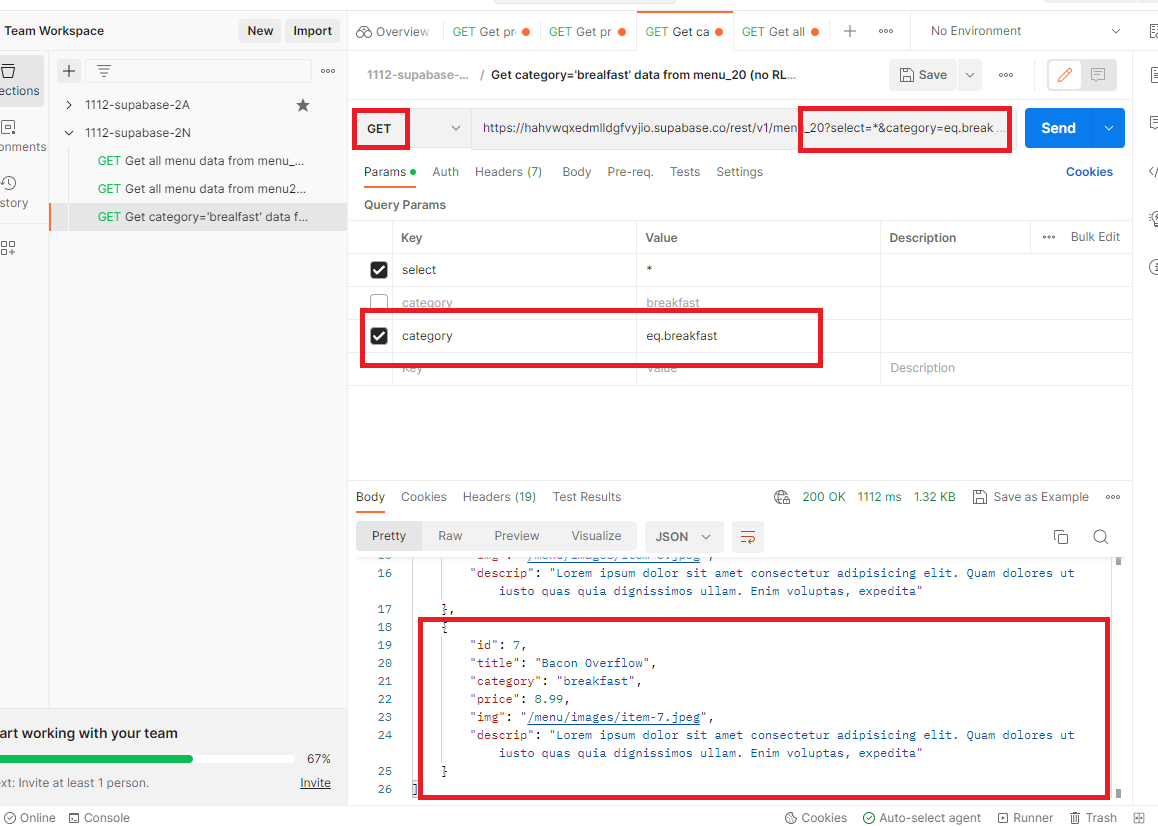 Team Workspace
New
Import
Overview
GET Get pr
GET Get pr
GET Get ca
GET Get all
No Environment
ections
onments
story
1112-supabase-2A
1112-supabase-2N
GET Get all menu data from menu_...
GET Get all menu data from menu2...
GET Get category='brealfast' data f...
1112-supabase-... / Get category='brealfast' data from menu_20 (no RL...
Save
GET
https://hahvwqxedmlldgfvyjio.supabase.co/rest/v1/menu_20?select=*&category=eq.break...
Send
Params
Auth
Headers (7)
Body
Pre-req.
Tests
Settings
Cookies
Query Params
Key Value Description Bulk Edit
select *
category breakfast
category eq.breakfast
Key Value Description
Body Cookies Headers (19) Test Results
200 OK 1112 ms 1.32 KB Save as Example
Pretty Raw Preview Visualize JSON
16 "descrip": "Lorem ipsum dolor sit amet consectetur adipisicing elit. Quam dolores ut
iusto quas quia dignissimos ullam. Enim voluptas, expedita"
17 },
18 {
19 "id": 7,
20 "title": "Bacon Overflow",
21 "category": "breakfast",
22 "price": 8.99,
23 "img": "/menu/images/item-7.jpeg",
24 "descrip": "Lorem ipsum dolor sit amet consectetur adipisicing elit. Quam dolores ut
iusto quas quia dignissimos ullam. Enim voluptas, expedita"
25 }
26 ]
art working with your team
67%
xt: Invite at least 1 person.
Invite
Online
Console
Cookies
Auto-select agent
Runner
Trash